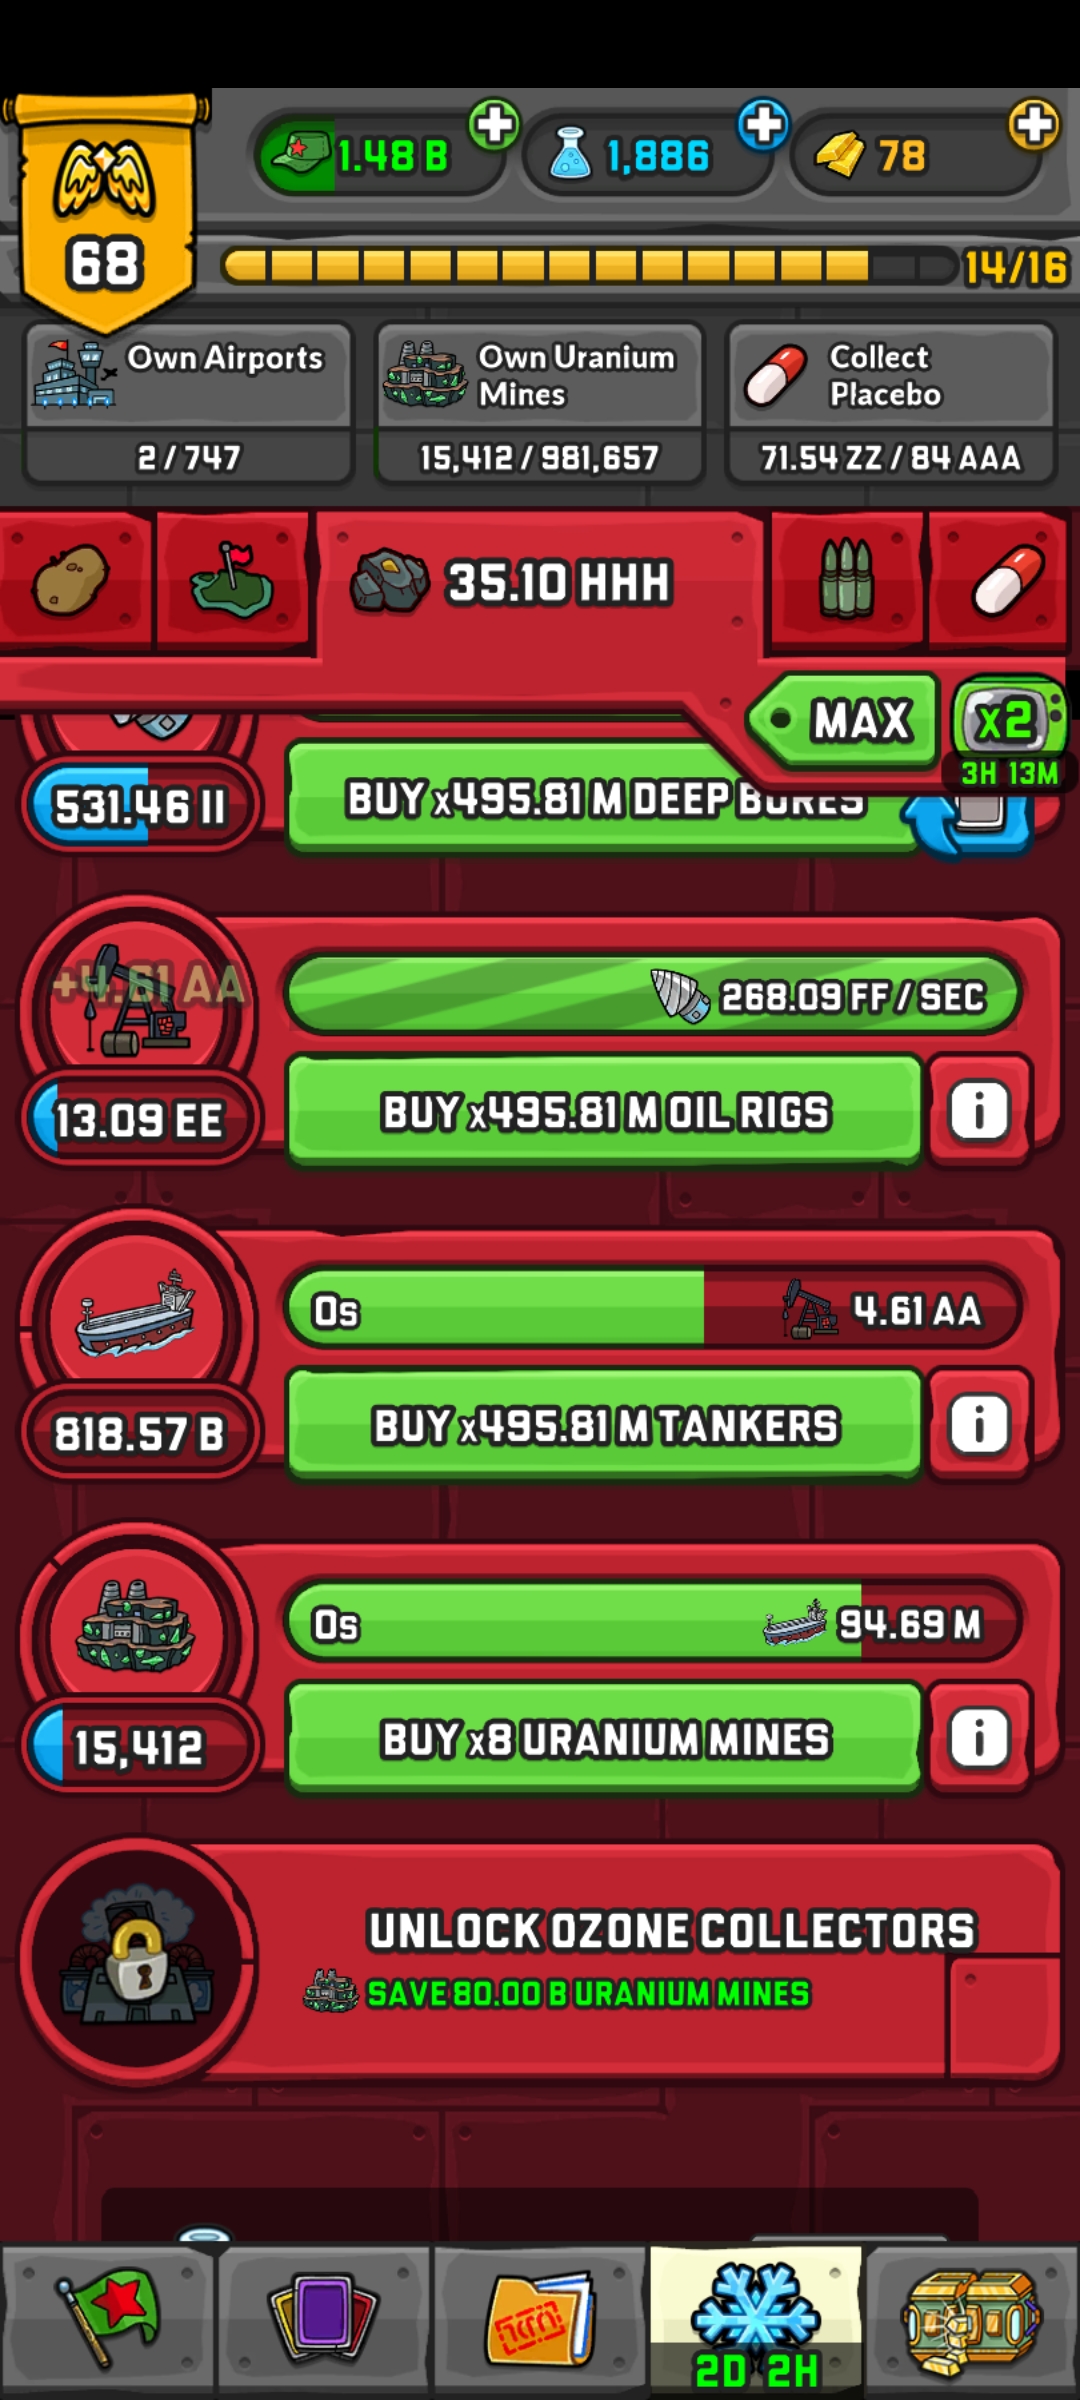 1.48 B
1,886
78
68
14/16
Own Airports
2/747
Own Uranium
Mines
15,412/981,657
Collect
Placebo
71.54 ZZ/84 AAA
35.10 HHH
MAX
x2
3H 13M
531.46 II
BUY x495.81 M DEEP BORES
+4.61 AA
268.09 FF/SEC
13.09 EE
BUY x495.81 M OIL RIGS
i
0s
4.61 AA
818.57 B
BUY x495.81 M TANKERS
i
0s
94.69 M
15,412
BUY x8 URANIUM MINES
i
UNLOCK OZONE COLLECTORS
SAVE 80.00 B URANIUM MINES
2D 2H